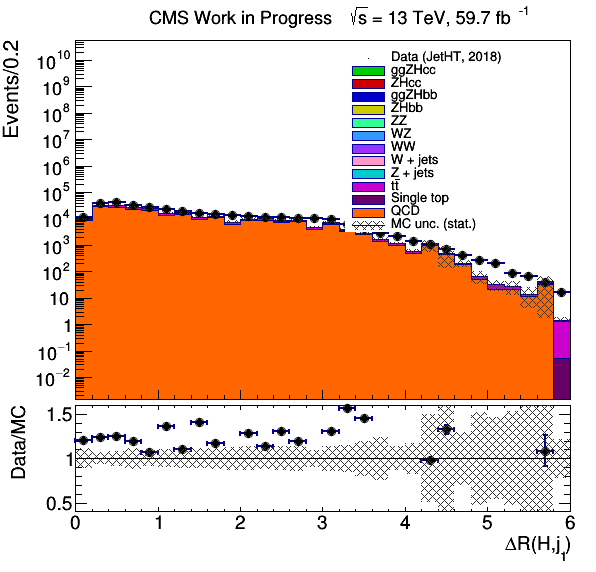 CMS Work in Progress √s = 13 TeV, 59.7 fb⁻¹
Events/0.2
10¹⁰
10⁹
10⁸
10⁷
10⁶
10⁵
10⁴
10³
10²
10
1
10⁻¹
10⁻²
Data (JetHT, 2018)
ggZHcc
ZHcc
ggZHbb
ZHbb
ZZ
WZ
WW
W + jets
Z + jets
tt̄
Single top
QCD
MC unc. (stat.)
Data/MC
1.5
1
0.5
0 1 2 3 4 5 6
ΔR(H,j₁)